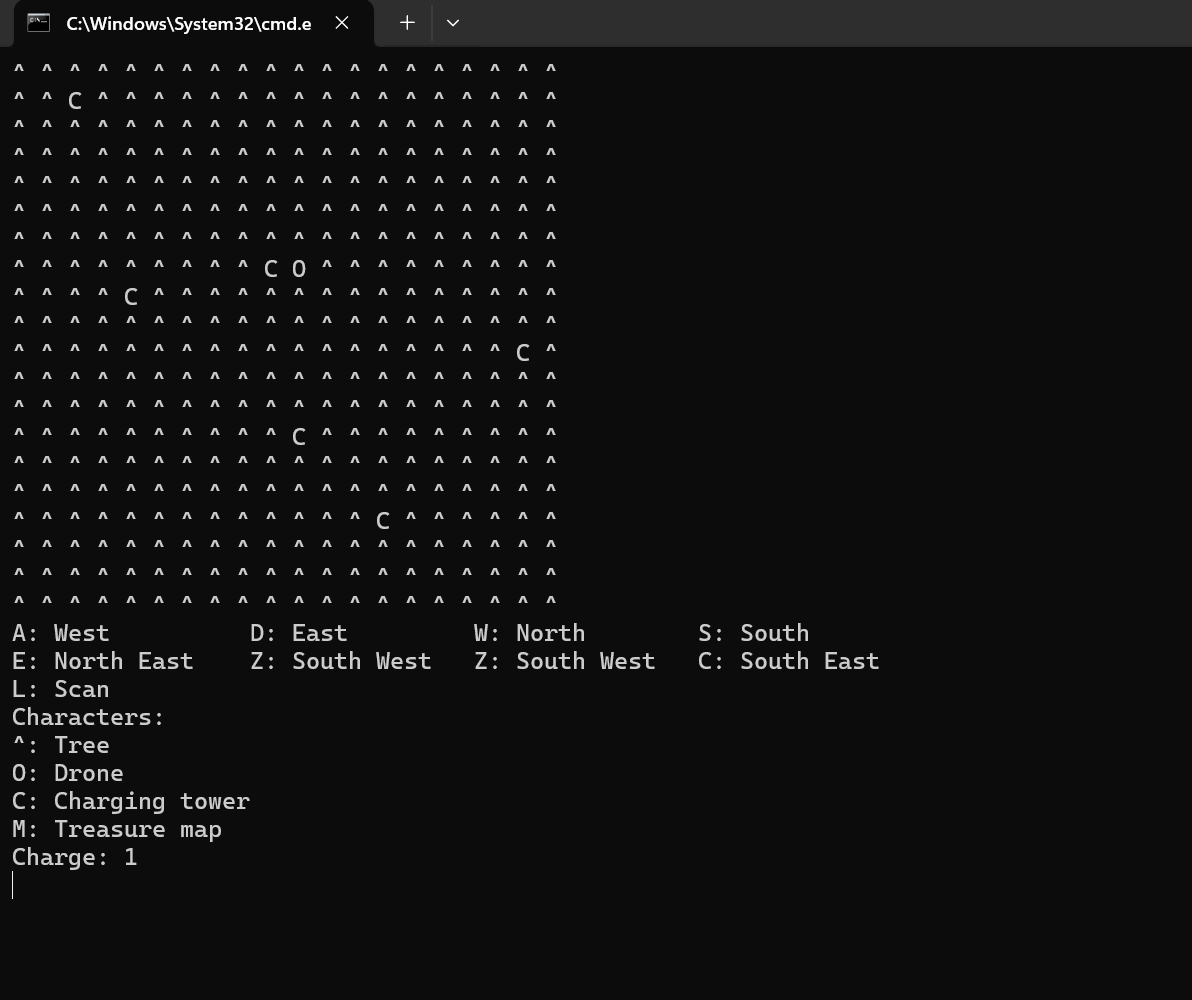 C:\Windows\System32\cmd.e
^ ^ ^ ^ ^ ^ ^ ^ ^ ^ ^ ^ ^ ^ ^ ^ ^ ^ ^ ^
^ ^ C ^ ^ ^ ^ ^ ^ ^ ^ ^ ^ ^ ^ ^ ^ ^ ^ ^
^ ^ ^ ^ ^ ^ ^ ^ ^ ^ ^ ^ ^ ^ ^ ^ ^ ^ ^ ^
^ ^ ^ ^ ^ ^ ^ ^ ^ ^ ^ ^ ^ ^ ^ ^ ^ ^ ^ ^
^ ^ ^ ^ ^ ^ ^ ^ ^ ^ ^ ^ ^ ^ ^ ^ ^ ^ ^ ^
^ ^ ^ ^ ^ ^ ^ ^ ^ ^ ^ ^ ^ ^ ^ ^ ^ ^ ^ ^
^ ^ ^ ^ ^ ^ ^ ^ ^ ^ ^ ^ ^ ^ ^ ^ ^ ^ ^ ^
^ ^ ^ ^ ^ ^ ^ ^ ^ C O ^ ^ ^ ^ ^ ^ ^ ^ ^
^ ^ ^ ^ C ^ ^ ^ ^ ^ ^ ^ ^ ^ ^ ^ ^ ^ ^ ^
^ ^ ^ ^ ^ ^ ^ ^ ^ ^ ^ ^ ^ ^ ^ ^ ^ ^ ^ ^
^ ^ ^ ^ ^ ^ ^ ^ ^ ^ ^ ^ ^ ^ ^ ^ ^ ^ C ^
^ ^ ^ ^ ^ ^ ^ ^ ^ ^ ^ ^ ^ ^ ^ ^ ^ ^ ^ ^
^ ^ ^ ^ ^ ^ ^ ^ ^ ^ ^ ^ ^ ^ ^ ^ ^ ^ ^ ^
^ ^ ^ ^ ^ ^ ^ ^ ^ ^ C ^ ^ ^ ^ ^ ^ ^ ^ ^
^ ^ ^ ^ ^ ^ ^ ^ ^ ^ ^ ^ ^ ^ ^ ^ ^ ^ ^ ^
^ ^ ^ ^ ^ ^ ^ ^ ^ ^ ^ ^ ^ ^ ^ ^ ^ ^ ^ ^
^ ^ ^ ^ ^ ^ ^ ^ ^ ^ ^ ^ ^ C ^ ^ ^ ^ ^ ^
^ ^ ^ ^ ^ ^ ^ ^ ^ ^ ^ ^ ^ ^ ^ ^ ^ ^ ^ ^
^ ^ ^ ^ ^ ^ ^ ^ ^ ^ ^ ^ ^ ^ ^ ^ ^ ^ ^ ^
^ ^ ^ ^ ^ ^ ^ ^ ^ ^ ^ ^ ^ ^ ^ ^ ^ ^ ^ ^
A: West          D: East         W: North        S: South
E: North East    Z: South West   Z: South West   C: South East
L: Scan
Characters:
^: Tree
O: Drone
C: Charging tower
M: Treasure map
Charge: 1